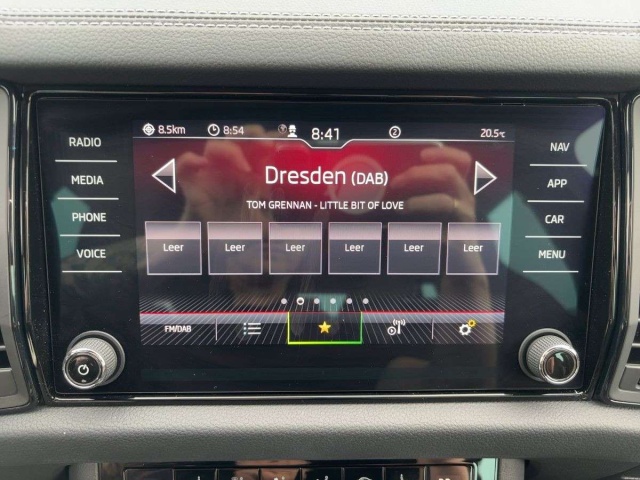 RADIO
MEDIA
PHONE
VOICE
8.5km 8:54 8:41 2 20.5°C
Dresden (DAB)
TOM GRENNAN - LITTLE BIT OF LOVE
Leer Leer Leer Leer Leer Leer
FM/DAB
NAV
APP
CAR
MENU